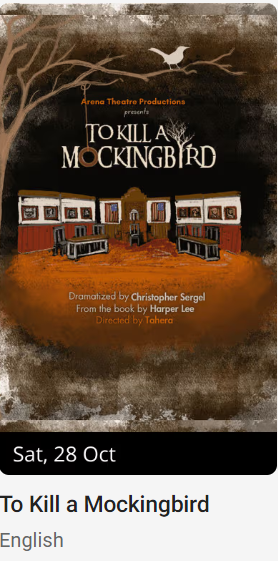 Arena Theatre Productions
presents
TO KILL A
MOCKINGBIRD
Dramatized by Christopher Sergel
From the book by Harper Lee
Directed by Tahera
Sat, 28 Oct
To Kill a Mockingbird
English